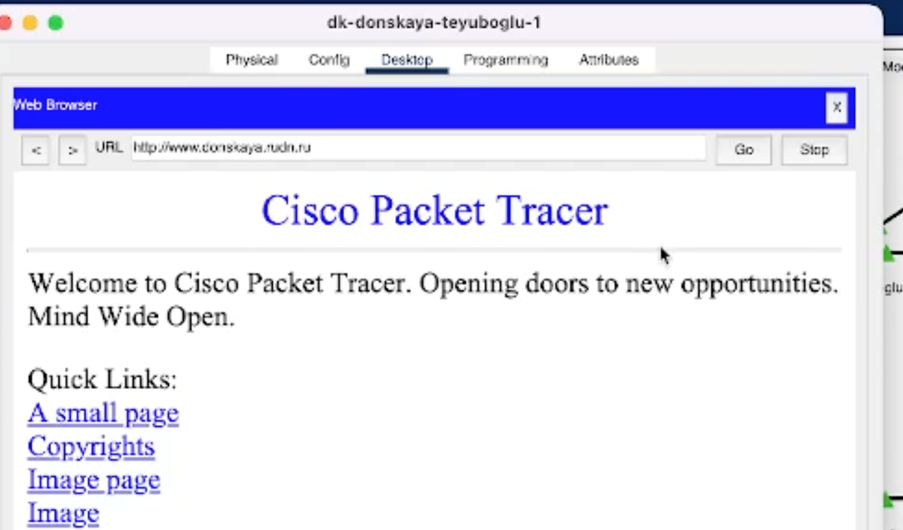 dk-donskaya-teyuboglu-1
Physical Config Desktop Programming Attributes
Web Browser X
< > URL http://www.donskaya.rudn.ru Go Stop
Cisco Packet Tracer
Welcome to Cisco Packet Tracer. Opening doors to new opportunities.
Mind Wide Open.
Quick Links:
A small page
Copyrights
Image page
Image